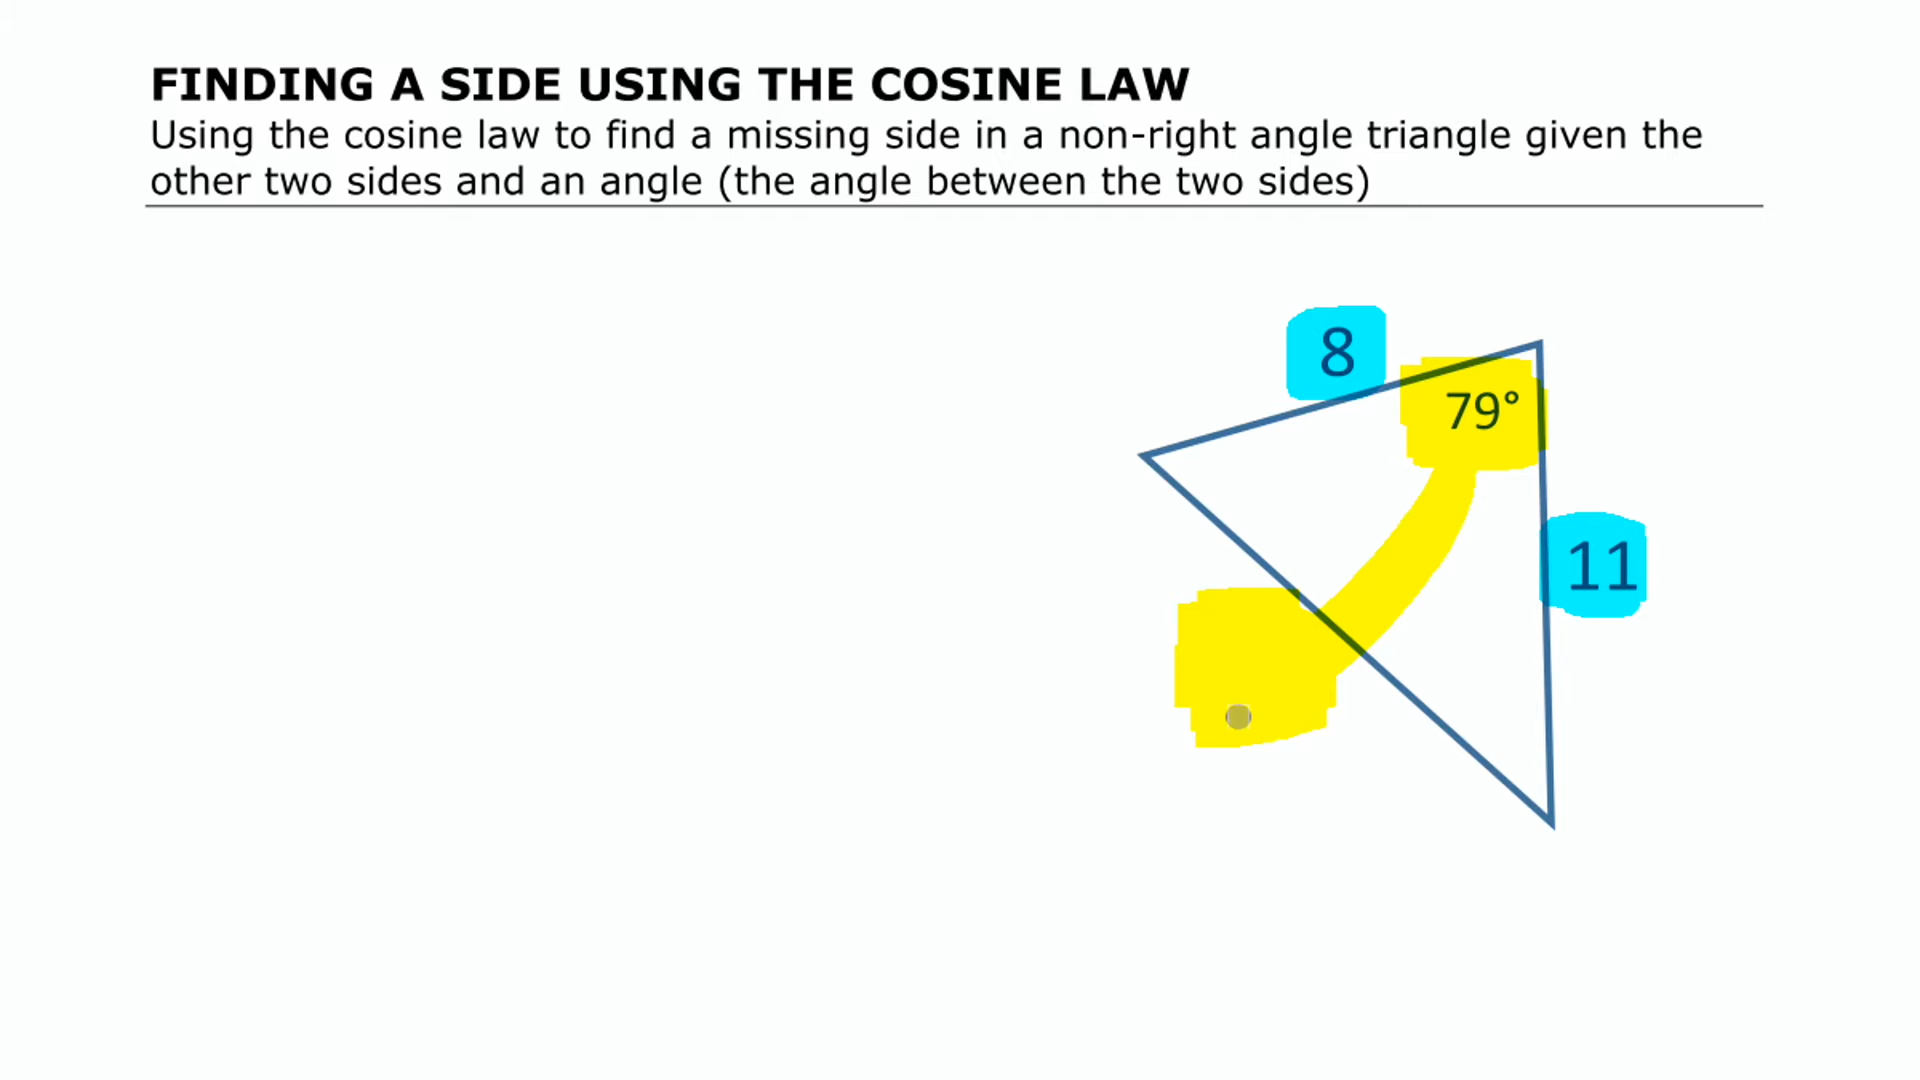 FINDING A SIDE USING THE COSINE LAW
Using the cosine law to find a missing side in a non-right angle triangle given the
other two sides and an angle (the angle between the two sides)
8
79°
11